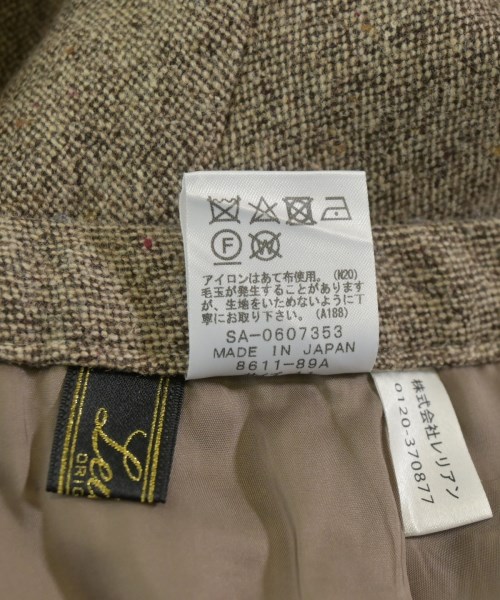 F W
アイロンはあて布使用。(N20)
毛玉が発生することがあります
が、生地をいためないように丁
寧にお取り下さい。(A188)
SA-0607353
MADE IN JAPAN
8611-89A
株式会社レリアン
0120-370877